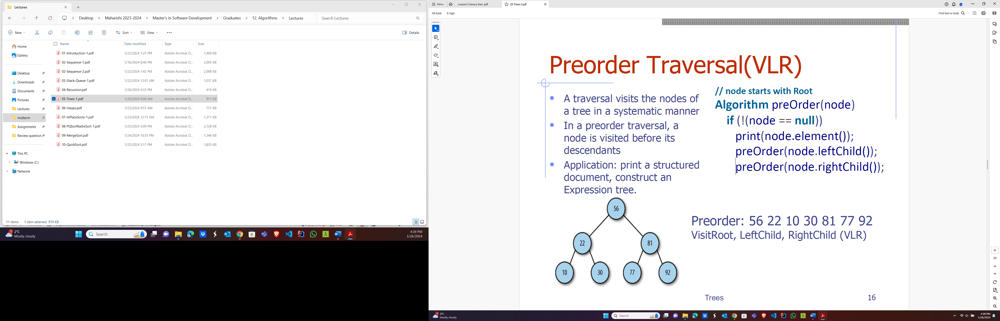 Lectures
Desktop
Maharishi 2023-2024
Master's in Software Development
Graduates
12. Algorithms
Lectures
Search Lectures
New
Sort
View
Details
Name Date modified Type Size
Home
Gallery
Desktop
Downloads
Documents
Pictures
Lectures
midterm
Assignments
Review question
This PC
Windows (C:)
Network
01-Introduction-1.pdf 1/22/2024 1:25 PM Adobe Acrobat D... 1,469 KB
02-Sequence-1.pdf 1/16/2024 8:46 PM Adobe Acrobat D... 2,095 KB
02-Sequence-2.pdf 1/22/2024 1:42 PM Adobe Acrobat D... 2,098 KB
03-Stack-Queue-1.pdf 1/22/2024 12:01 AM Adobe Acrobat D... 1,037 KB
04-Recursion.pdf 1/26/2024 4:33 PM Adobe Acrobat D... 419 KB
05-Trees-1.pdf 1/20/2024 9:09 AM Adobe Acrobat D... 971 KB
06-Heaps.pdf 1/23/2024 9:57 AM Adobe Acrobat D... 757 KB
07-InPlaceSorts-1.pdf 1/23/2024 12:15 AM Adobe Acrobat D... 1,371 KB
08-PQSortRadixSort-1.pdf 1/25/2024 5:09 PM Adobe Acrobat D... 2,128 KB
09-MergeSort.pdf 1/24/2024 10:55 PM Adobe Acrobat D... 1,346 KB
10-QuickSort.pdf 1/25/2024 5:11 PM Adobe Acrobat D... 1,835 KB
11 items 1 item selected 970 KB
1
2°C
Mostly cloudy
Search
4:39 PM
1/26/2024
Menu
Lesson-5 binary tree .pdf
05-Trees-1.pdf
All tools E-Sign
Find text or tools
Preorder Traversal(VLR)
A traversal visits the nodes of
a tree in a systematic manner
In a preorder traversal, a
node is visited before its
descendants
Application: print a structured
document, construct an
Expression tree.
// node starts with Root
Algorithm preOrder(node)
if (!(node == null))
print(node.element());
preOrder(node.leftChild());
preOrder(node.rightChild());
56
22 81
10 30 77 92
Preorder: 56 22 10 30 81 77 92
VisitRoot, LeftChild, RightChild (VLR)
Trees 16
16
30
1
2°C
Mostly cloudy
Search
4:39 PM
1/26/2024